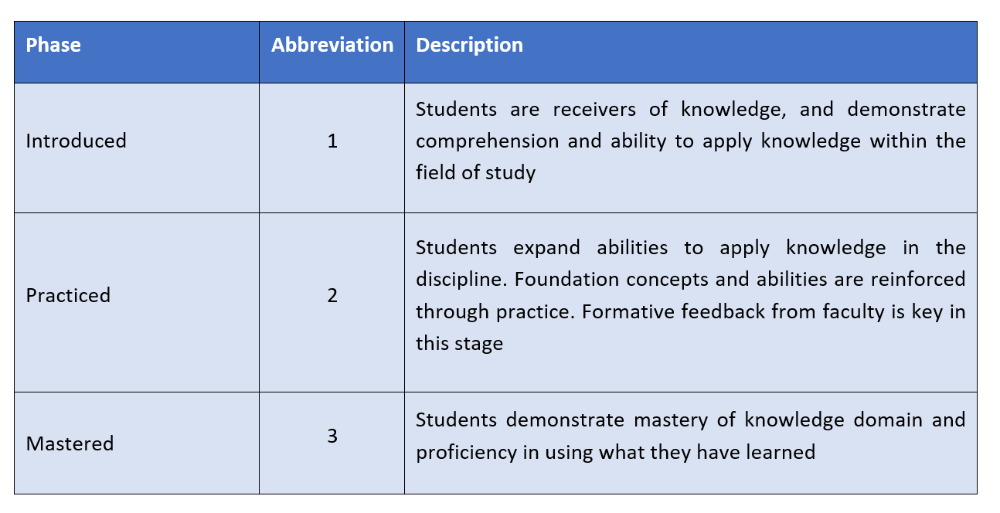 Phase Abbreviation Description
Introduced 1
Students are receivers of knowledge, and demonstrate
comprehension and ability to apply knowledge within the
field of study
Practiced 2
Students expand abilities to apply knowledge in the
discipline. Foundation concepts and abilities are reinforced
through practice. Formative feedback from faculty is key in
this stage
Mastered 3
Students demonstrate mastery of knowledge domain and
proficiency in using what they have learned